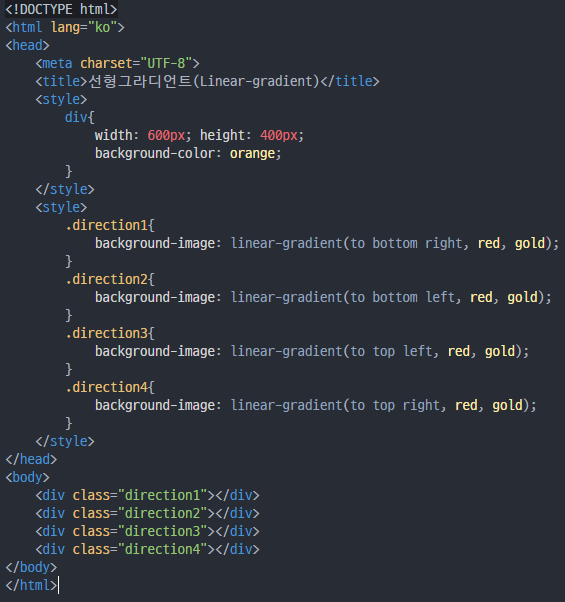 <!DOCTYPE html>
<html lang="ko">
<head>
    <meta charset="UTF-8">
    <title>선형그라디언트(Linear-gradient)</title>
    <style>
        div{
            width: 600px; height: 400px;
            background-color: orange;
        }
    </style>
    <style>
        .direction1{
            background-image: linear-gradient(to bottom right, red, gold);
        }
        .direction2{
            background-image: linear-gradient(to bottom left, red, gold);
        }
        .direction3{
            background-image: linear-gradient(to top left, red, gold);
        }
        .direction4{
            background-image: linear-gradient(to top right, red, gold);
        }
    </style>
</head>
<body>
    <div class="direction1"></div>
    <div class="direction2"></div>
    <div class="direction3"></div>
    <div class="direction4"></div>
</body>
</html>